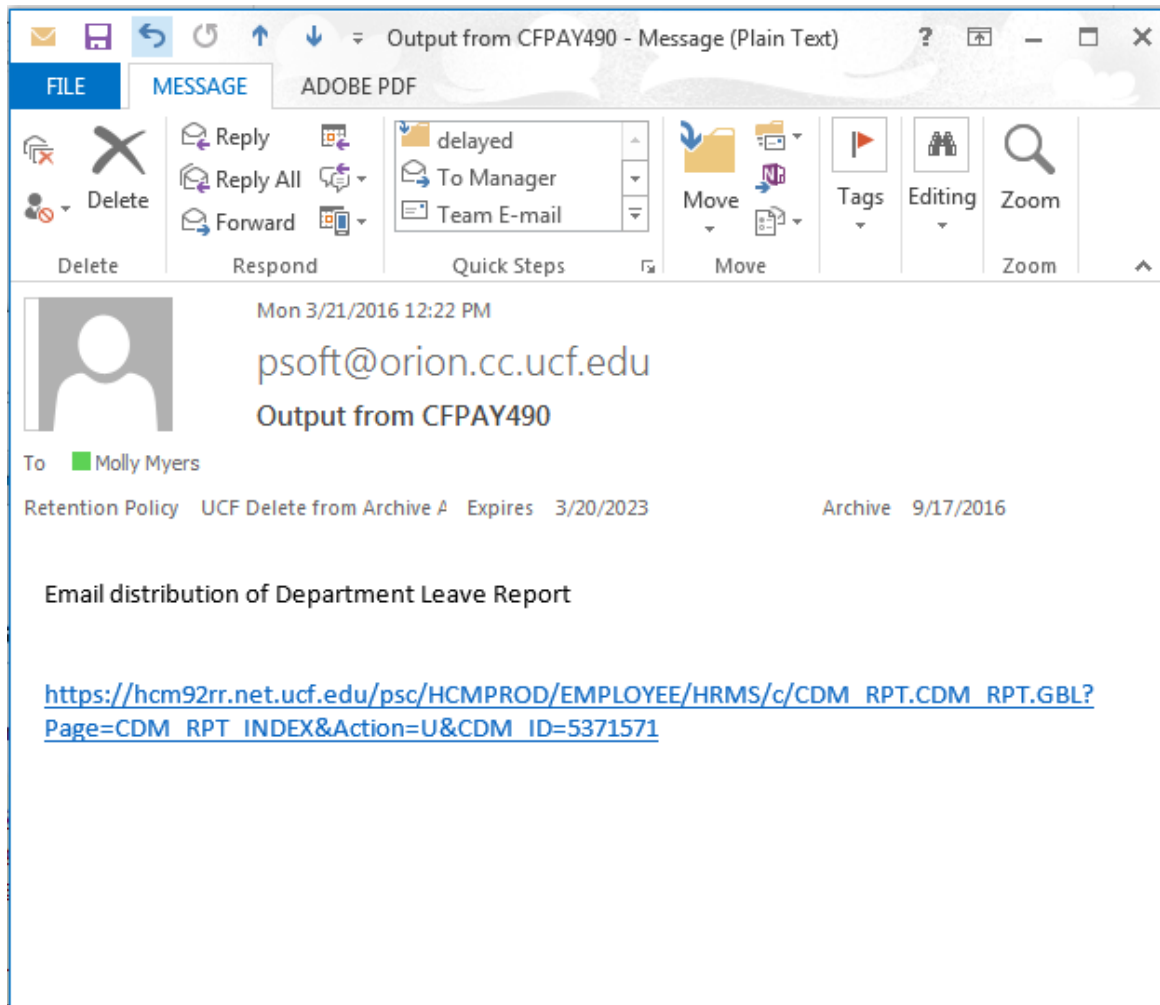 Output from CFPAY490 - Message (Plain Text) ?
FILE MESSAGE ADOBE PDF
Delete
Reply
Reply All
Forward
delayed
To Manager
Team E-mail
Move
Tags
Editing
Zoom
Delete Respond Quick Steps Move Zoom
Mon 3/21/2016 12:22 PM
psoft@orion.cc.ucf.edu
Output from CFPAY490
To Molly Myers
Retention Policy UCF Delete from Archive A Expires 3/20/2023 Archive 9/17/2016
Email distribution of Department Leave Report
https://hcm92rr.net.ucf.edu/psc/HCMPROD/EMPLOYEE/HRMS/c/CDM_RPT.CDM_RPT.GBL?
Page=CDM_RPT_INDEX&Action=U&CDM_ID=5371571